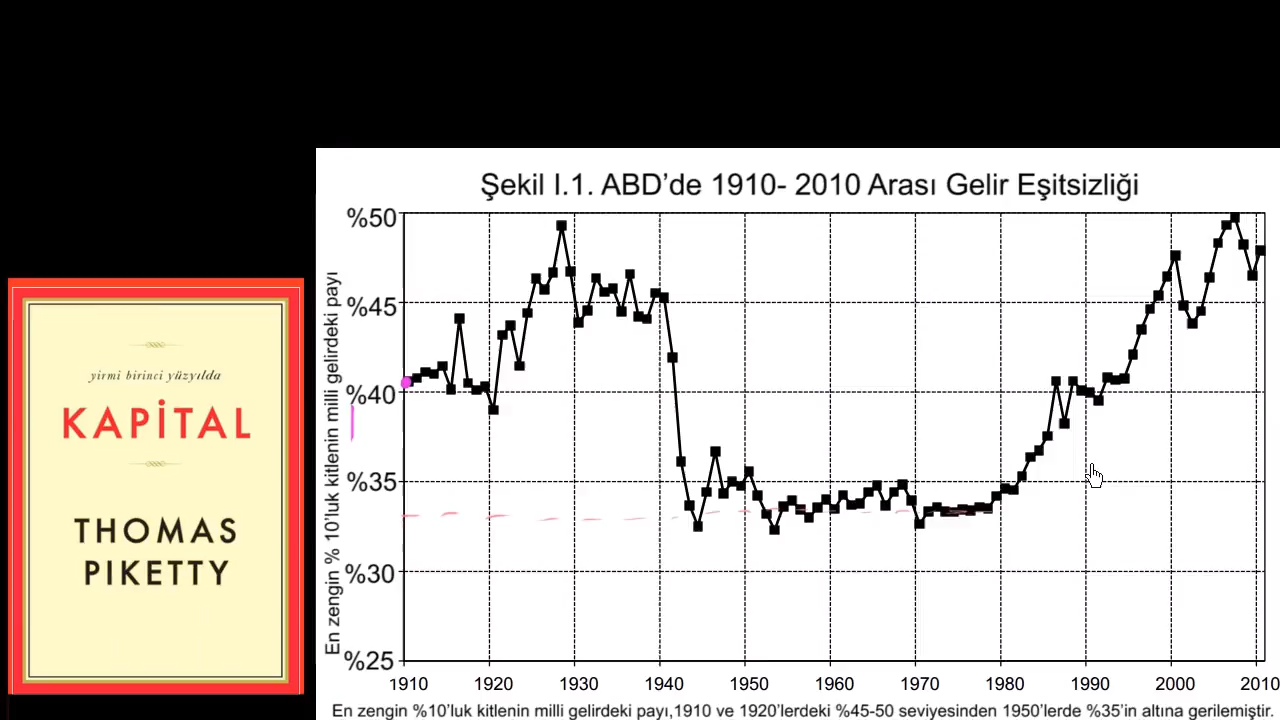 Şekil I.1. ABD’de 1910- 2010 Arası Gelir Eşitsizliği
En zengin % 10’luk kitlenin milli gelirdeki payı
%50
%45
%40
%35
%30
%25
1910 1920 1930 1940 1950 1960 1970 1980 1990 2000 2010
En zengin %10’luk kitlenin milli gelirdeki payı,1910 ve 1920’lerdeki %45-50 seviyesinden 1950’lerde %35’in altına gerilemiştir.
yirmi birinci yüzyılda
KAPİTAL
THOMAS
PIKETTY